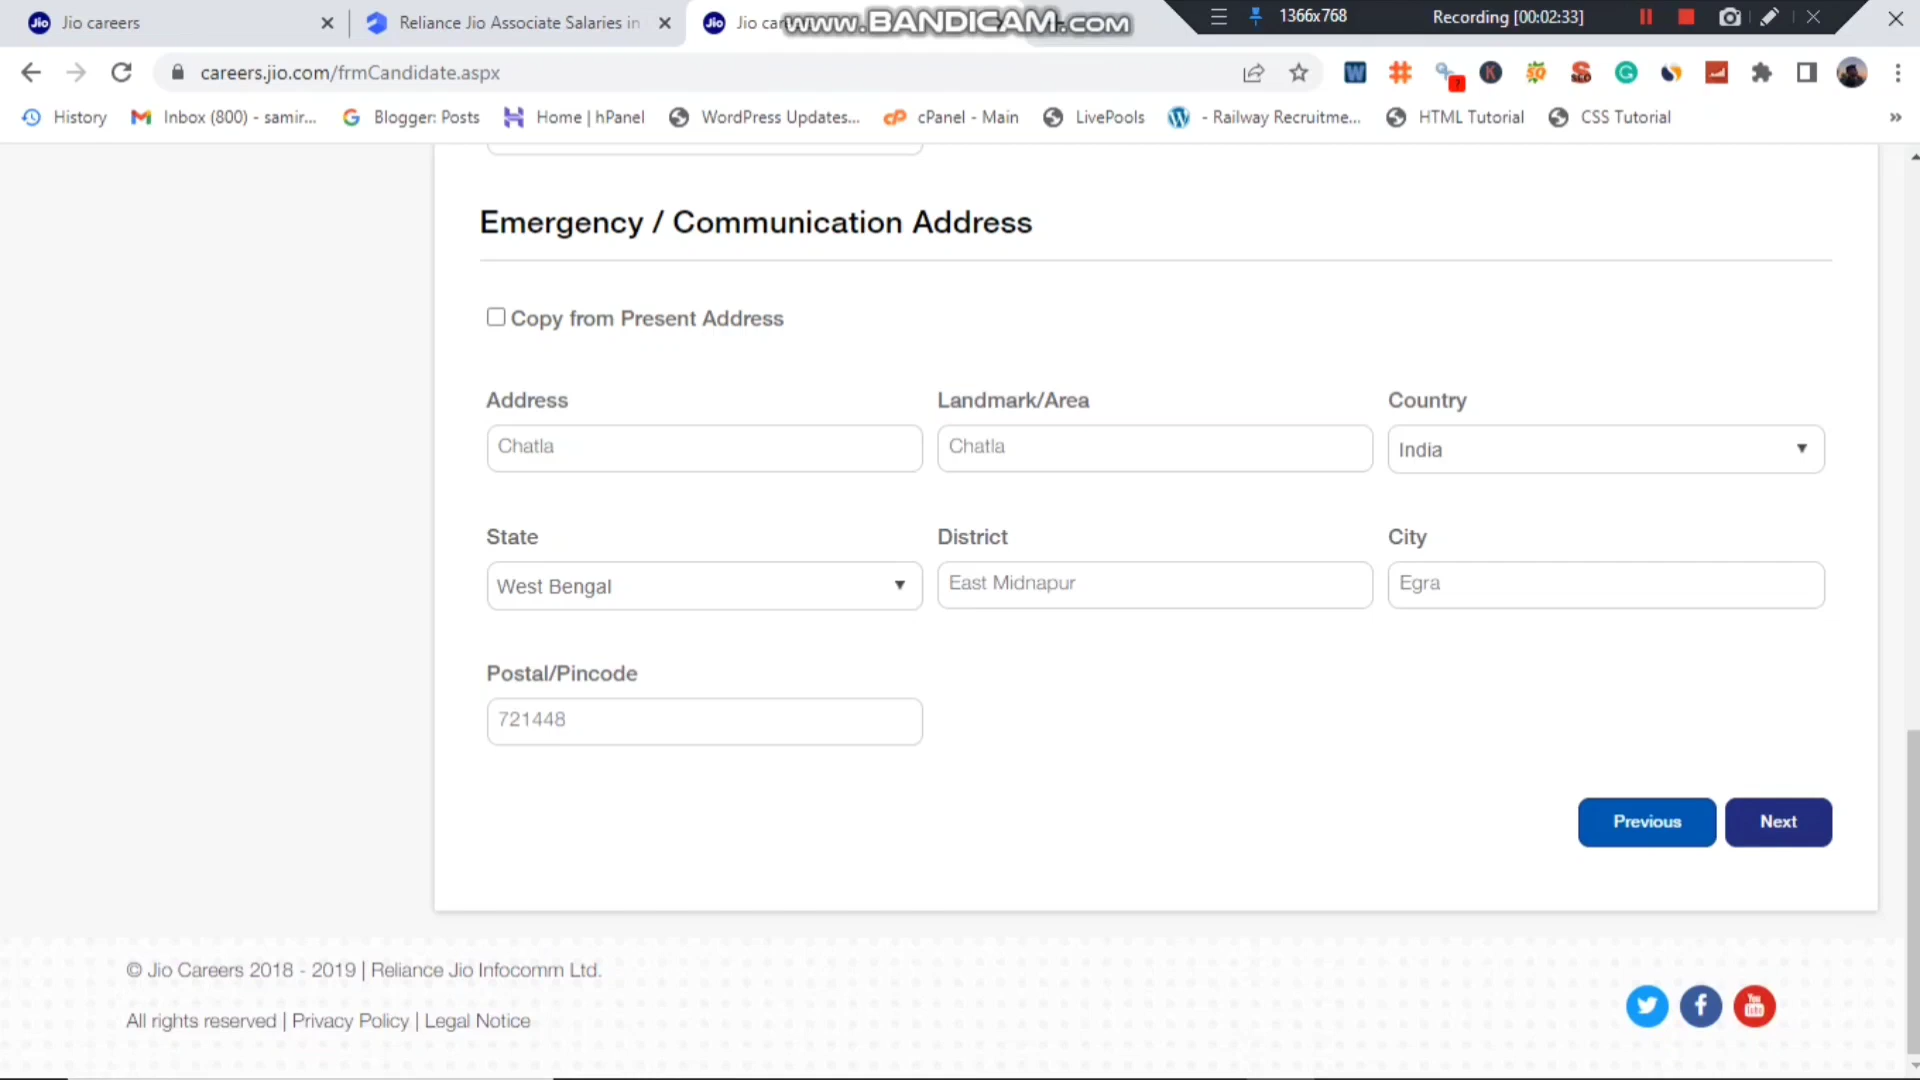 Jio careers
Reliance Jio Associate Salaries in
Jio
www.BANDICAM.com
1366x768
Recording [00:02:33]
careers.jio.com/frmCandidate.aspx
History
Inbox (800) - samir...
Blogger: Posts
Home | hPanel
WordPress Updates...
cPanel - Main
LivePools
- Railway Recruitme...
HTML Tutorial
CSS Tutorial
»
Emergency / Communication Address
Copy from Present Address
Address
Landmark/Area
Country
Chatla
Chatla
India
State
District
City
West Bengal
East Midnapur
Egra
Postal/Pincode
721448
Previous
Next
© Jio Careers 2018 - 2019 | Reliance Jio Infocomm Ltd.
All rights reserved | Privacy Policy | Legal Notice